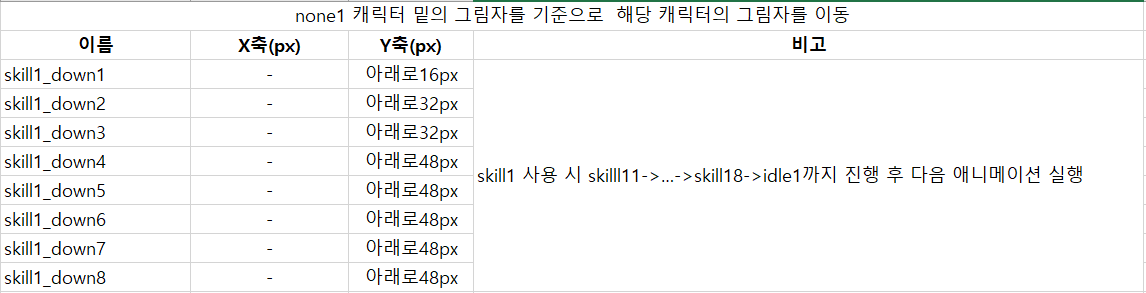 none1 캐릭터 밑의 그림자를 기준으로 해당 캐릭터의 그림자를 이동
이름 X축(px) Y축(px) 비고
skill1_down1 - 아래로16px
skill1_down2 - 아래로32px
skill1_down3 - 아래로32px
skill1_down4 - 아래로48px
skill1 사용 시 skilll11->...->skill18->idle1까지 진행 후 다음 애니메이션 실행
skill1_down5 - 아래로48px
skill1_down6 - 아래로48px
skill1_down7 - 아래로48px
skill1_down8 - 아래로48px